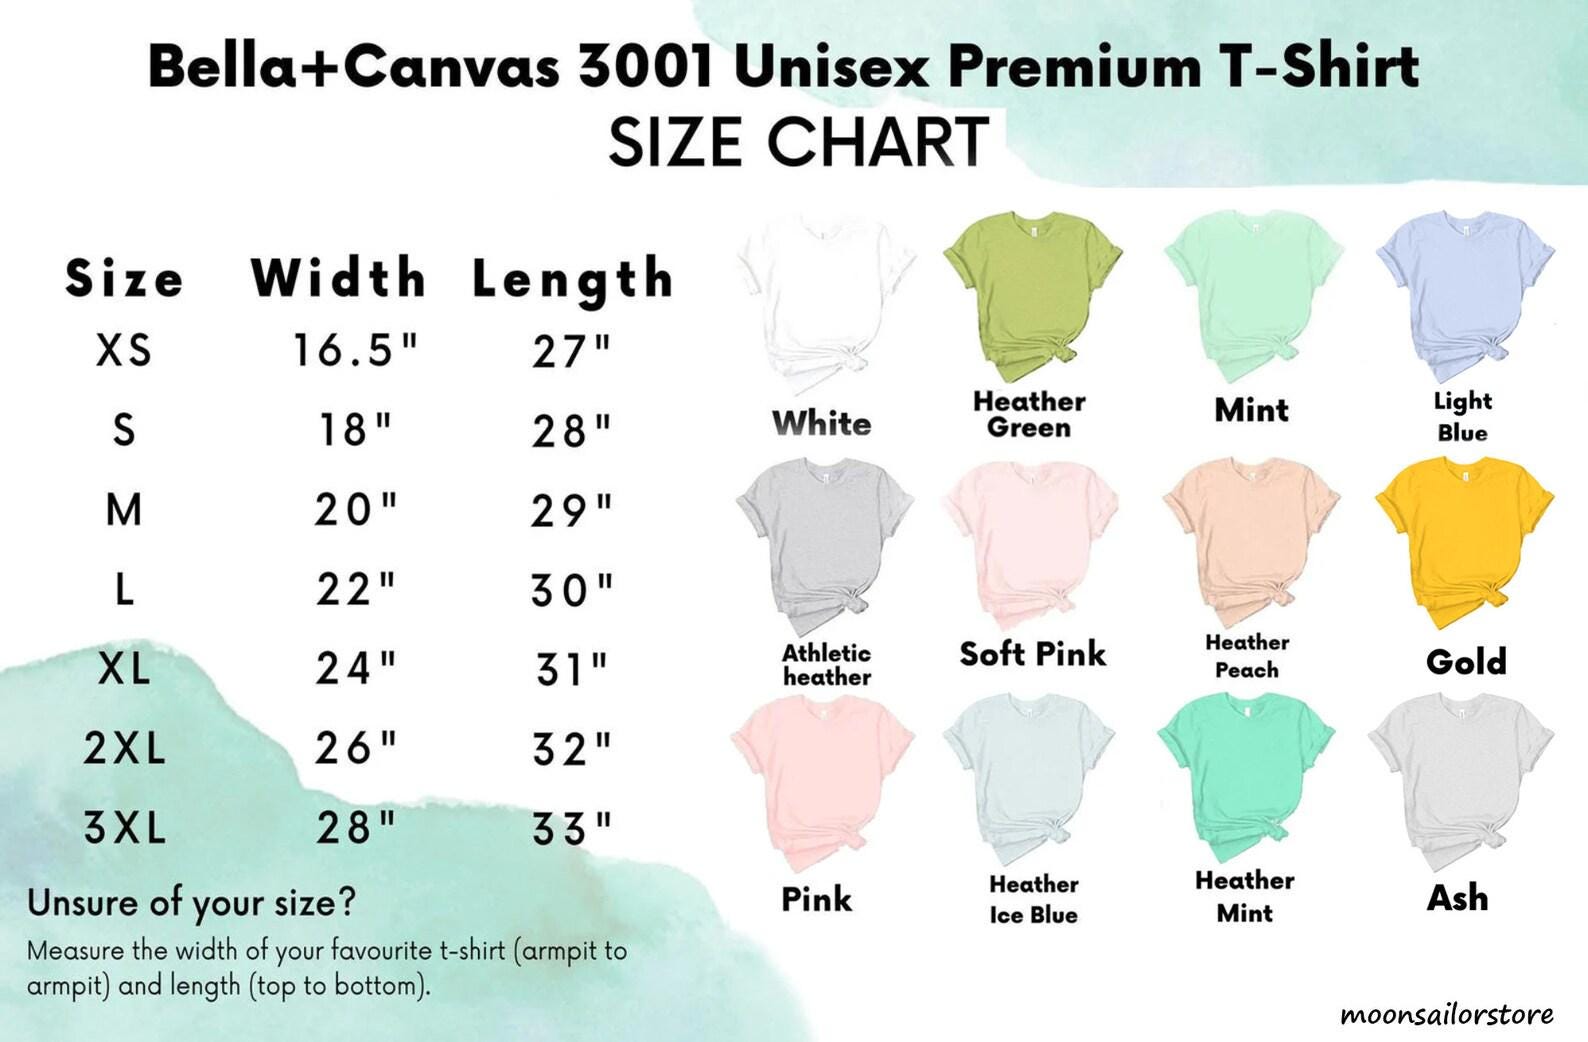 Bella+Canvas 3001 Unisex Premium T-Shirt
SIZE CHART
Size Width Length
XS 16.5" 27"
S 18" 28"
M 20" 29"
L 22" 30"
XL 24" 31"
2XL 26" 32"
3XL 28" 33"
Unsure of your size?
Measure the width of your favourite t-shirt (armpit to
armpit) and length (top to bottom).
White
Heather
Green
Mint
Light
Blue
Athletic
heather
Soft Pink
Heather
Peach
Gold
Pink
Heather
Ice Blue
Heather
Mint
Ash
moonsailorstore